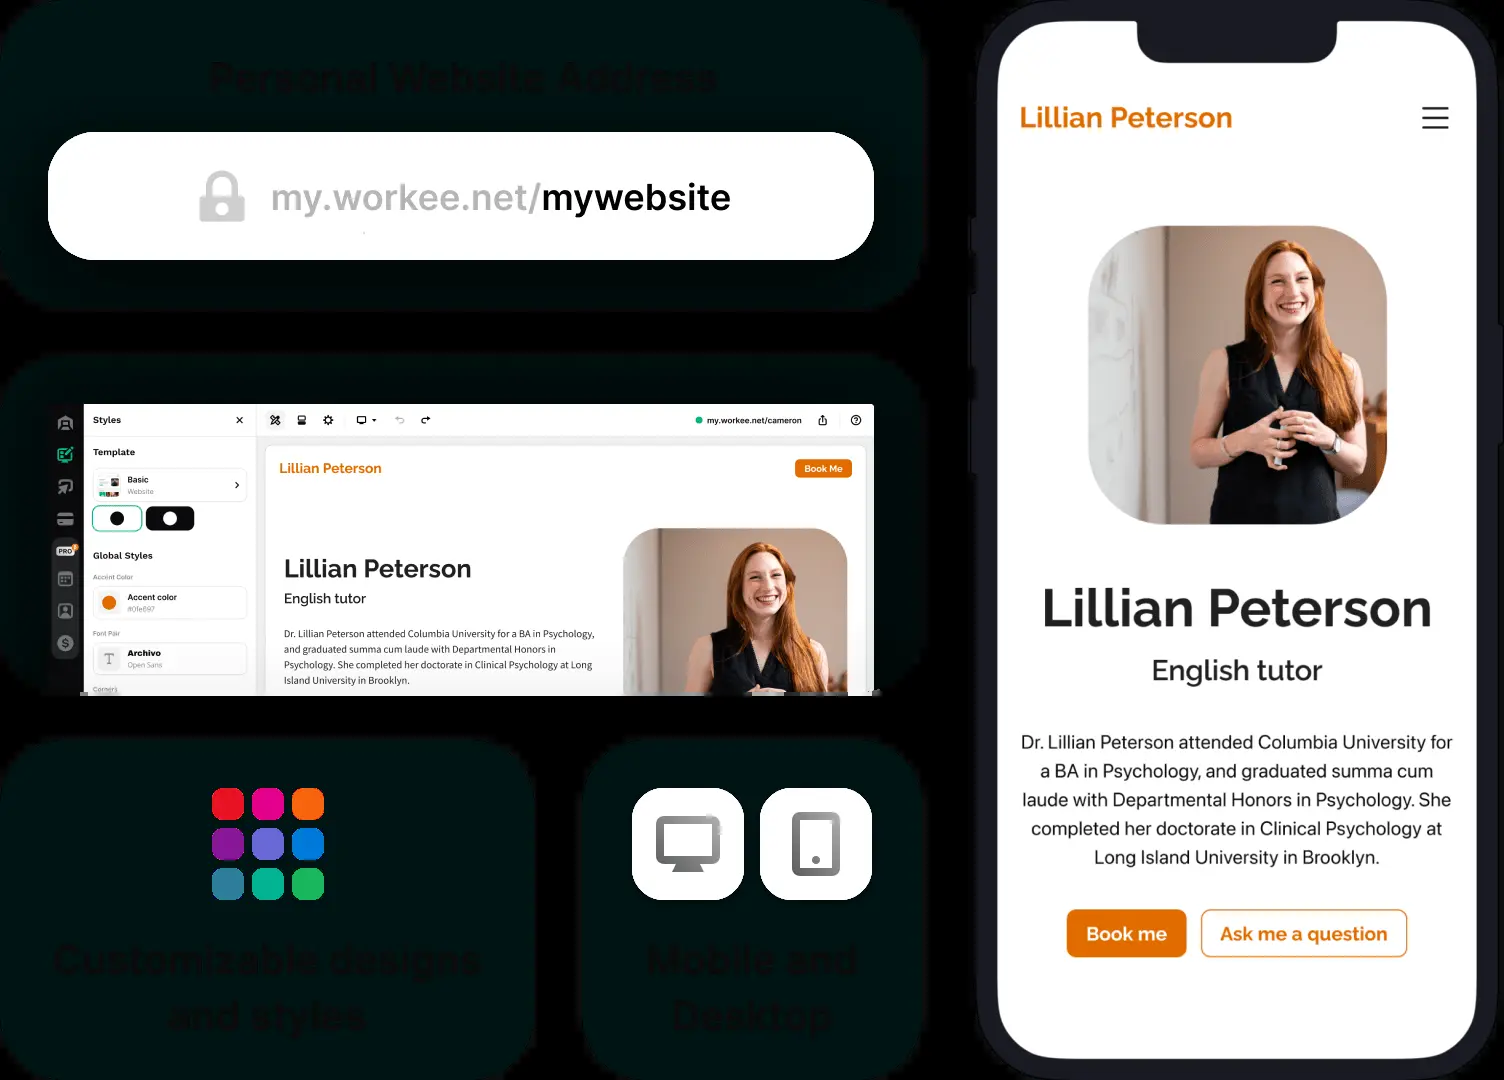 Personal Website Address
my.workee.net/mywebsite
Styles
my.workee.net/cameron
Template
Basic
Website
Global Styles
Accent Color
Accent color
#0fe697
Font Pair
Archivo
Open Sans
Corners
PRO
Lillian Peterson
Book Me
Lillian Peterson
English tutor
Dr. Lillian Peterson attended Columbia University for a BA in Psychology,
and graduated summa cum laude with Departmental Honors in
Psychology. She completed her doctorate in Clinical Psychology at Long
Island University in Brooklyn.
Customizable designs
and styles
Mobile and
Desktop
Lillian Peterson
Lillian Peterson
English tutor
Dr. Lillian Peterson attended Columbia University for
a BA in Psychology, and graduated summa cum
laude with Departmental Honors in Psychology. She
completed her doctorate in Clinical Psychology at
Long Island University in Brooklyn.
Book me
Ask me a question